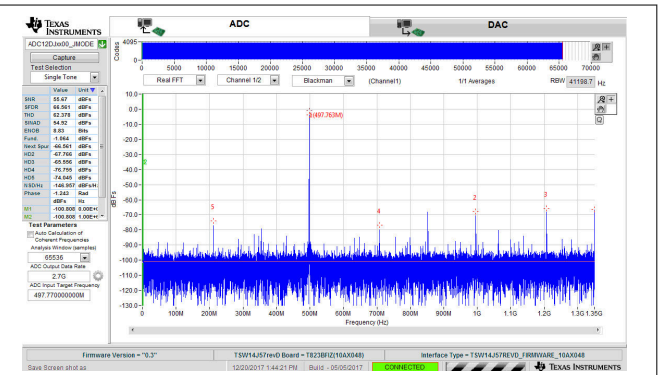 TEXAS INSTRUMENTS
ADC
DAC
ADC12DJxx00_JMODE
Capture
Test Selection
Single Tone
Codes
4095
0
0 5000 10000 15000 20000 25000 30000 35000 40000 45000 50000 55000 60000 65000 70000
Real FFT
Channel 1/2
Blackman
(Channel1)
1/1 Averages
RBW 41198.7 Hz
Value Unit
SNR 55.67 dBFs
SFDR 66.561 dBFs
THD 62.378 dBFs
SINAD 54.92 dBFs
ENOB 8.83 Bits
Fund. -1.064 dBFs
Next Spur -66.561 dBFs
HD2 -67.766 dBFs
HD3 -65.556 dBFs
HD4 -76.755 dBFs
HD5 -74.045 dBFs
NSD/Hz -146.957 dBFs/H:
Phase -1.243 Rad
dBFs Hz
M1 -100.808 0.00E+(
M2 -100.808 1.00E+(
Test Parameters
Auto Calculation of
Coherent Frequencies
Analysis Window (samples)
65536
ADC Output Data Rate
2.7G
ADC Input Target Frequency
497.770000000M
dBFs
10.0
0.0
-10.0
-20.0
-30.0
-40.0
-50.0
-60.0
-70.0
-80.0
-90.0
-100.0
-110.0
-120.0
-130.0
(497.763M)
5
4
2
3
0 100M 200M 300M 400M 500M 600M 700M 800M 900M 1G 1.1G 1.2G 1.3G 1.35G
Frequency (Hz)
Firmware Version = "0.3"
TSW14J57revD Board = T823BFIZ(10AX048)
Interface Type = TSW14J57REVD_FIRMWARE_10AX048
Save Screen shot as
12/20/2017 1:44:21 PM
Build - 05/05/2017
CONNECTED
TEXAS INSTRUMENTS